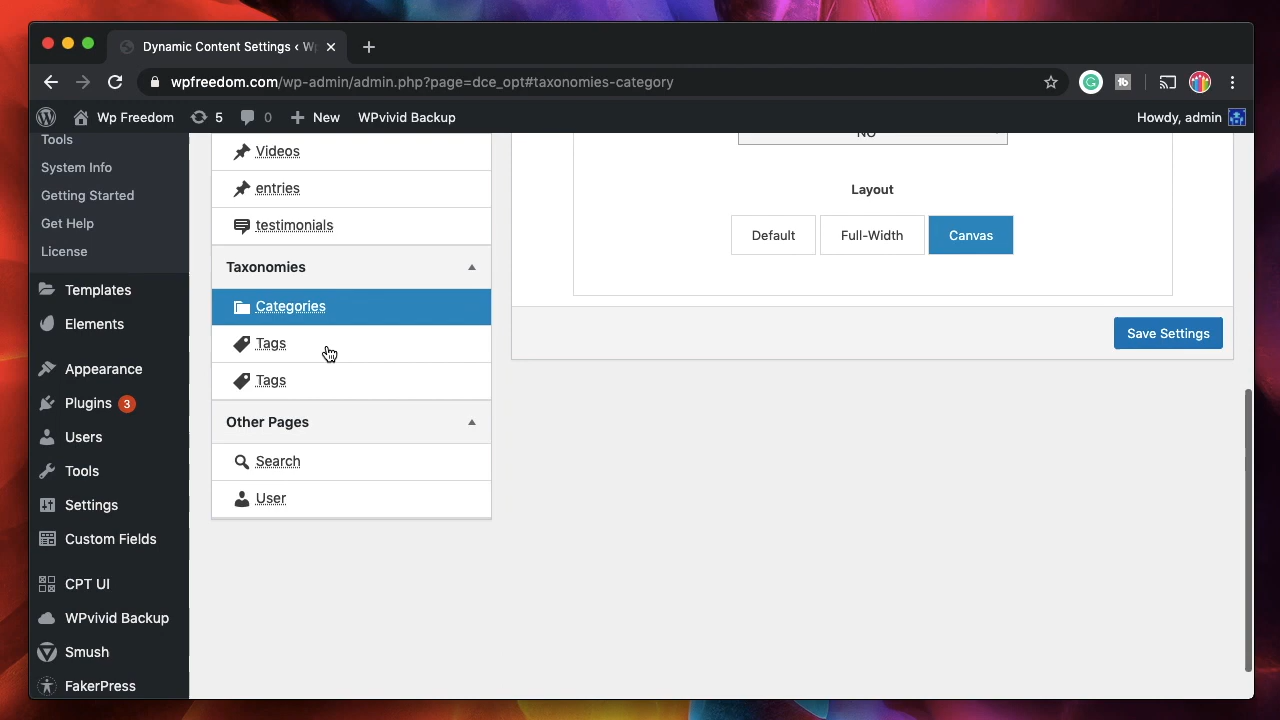 Dynamic Content Settings ‹ Wp
wpfreedom.com/wp-admin/admin.php?page=dce_opt#taxonomies-category
Wp Freedom
5
0
New
WPvivid Backup
Howdy, admin
Tools
System Info
Getting Started
Get Help
License
Templates
Elements
Appearance
Plugins 3
Users
Tools
Settings
Custom Fields
CPT UI
WPvivid Backup
Smush
FakerPress
Videos
entries
testimonials
Taxonomies
Categories
Tags
Tags
Other Pages
Search
User
NO
Layout
Default
Full-Width
Canvas
Save Settings